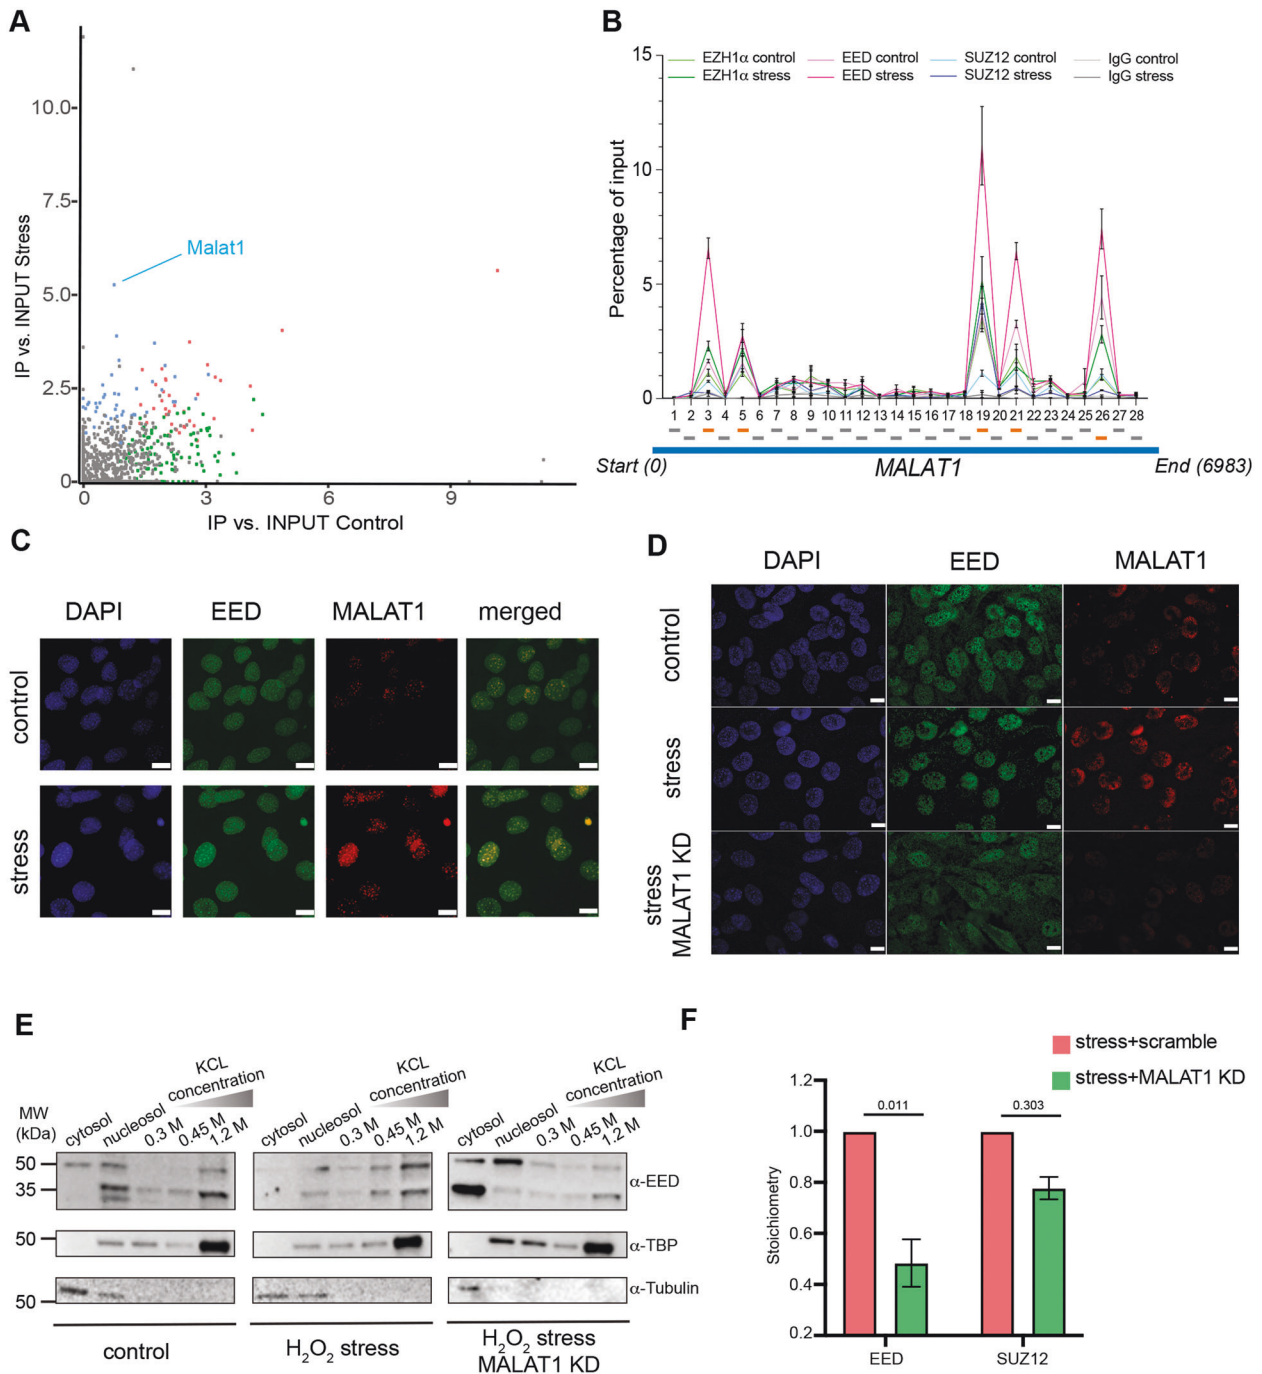 A
10.0
7.5
5.0
2.5
0
0
3
6
9
IP vs. INPUT Stress
IP vs. INPUT Control
Malat1
B
15
10
5
0
Percentage of input
EZH1α control
EED control
SUZ12 control
IgG control
EZH1α stress
EED stress
SUZ12 stress
IgG stress
1 2 3 4 5 6 7 8 9 10 11 12 13 14 15 16 17 18 19 20 21 22 23 24 25 26 27 28
Start (0)
MALAT1
End (6983)
C
DAPI
EED
MALAT1
merged
control
stress
D
DAPI
EED
MALAT1
control
stress
stress
MALAT1 KD
E
MW
(kDa)
KCL
concentration
cytosol
nucleosol
0.3 M
0.45 M
1.2 M
KCL
concentration
cytosol
nucleosol
0.3 M
0.45 M
1.2 M
KCL
concentration
cytosol
nucleosol
0.3 M
0.45 M
1.2 M
50
35
α-EED
50
α-TBP
50
α-Tubulin
control
H2O2 stress
H2O2 stress
MALAT1 KD
F
stress+scramble
stress+MALAT1 KD
Stoichiometry
1.2
1.0
0.8
0.6
0.4
0.2
0.011
0.303
EED
SUZ12